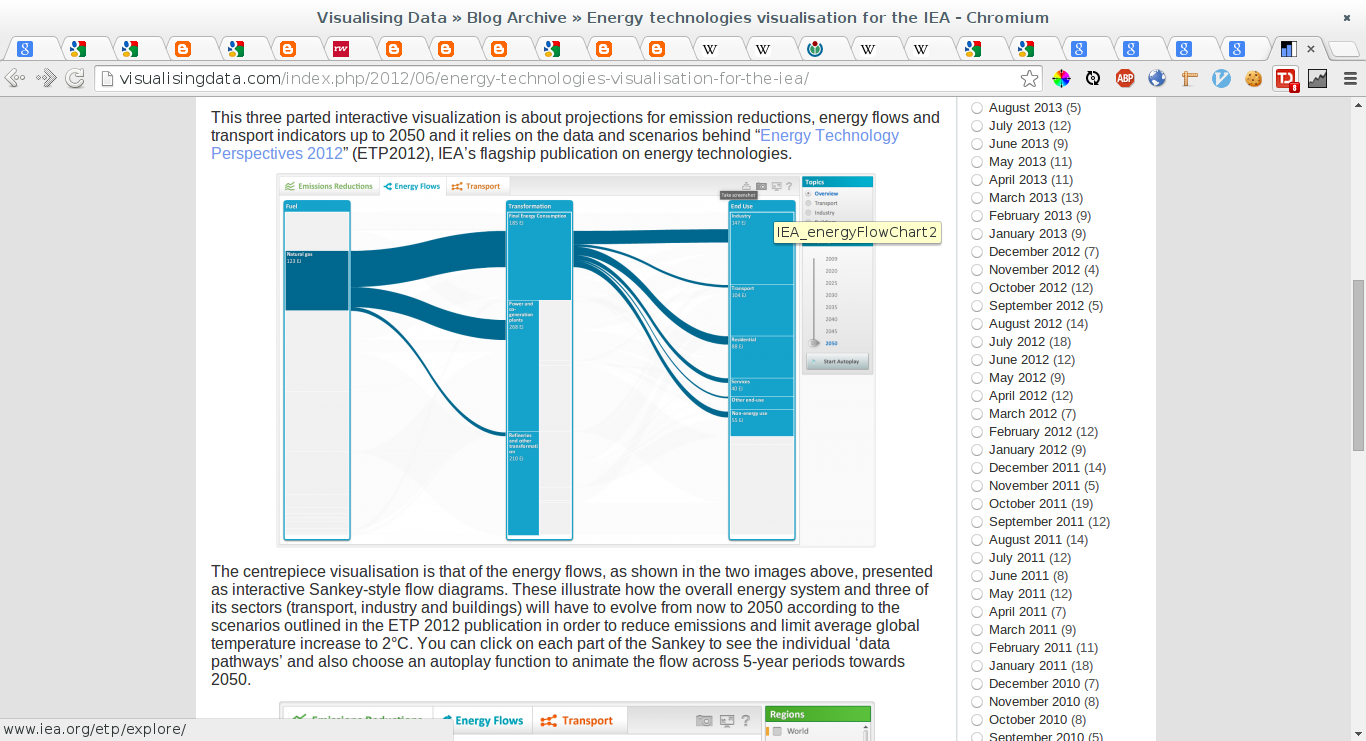 Visualising Data » Blog Archive » Energy technologies visualisation for the IEA - Chromium
visualisingdata.com/index.php/2012/06/energy-technologies-visualisation-for-the-iea/
This three parted interactive visualization is about projections for emission reductions, energy flows and
transport indicators up to 2050 and it relies on the data and scenarios behind “Energy Technology
Perspectives 2012” (ETP2012), IEA’s flagship publication on energy technologies.
Emissions Reductions
Energy Flows
Transport
Take screenshot
Fuel
Natural gas
123 EJ
Transformation
Final Energy Consumption
Power and
co-
generation
plants
268 EJ
Refineries
and other
transformati
on
210 EJ
End Use
Industry
147 EJ
Transport
104 EJ
Residential
88 EJ
Services
40 EJ
Other end-use
Non-energy use
55 EJ
Topics
Overview
Transport
Industry
IEA_energyFlowChart2
2009
2020
2025
2030
2035
2040
2045
2050
Start Autoplay
The centrepiece visualisation is that of the energy flows, as shown in the two images above, presented
as interactive Sankey-style flow diagrams. These illustrate how the overall energy system and three of
its sectors (transport, industry and buildings) will have to evolve from now to 2050 according to the
scenarios outlined in the ETP 2012 publication in order to reduce emissions and limit average global
temperature increase to 2°C. You can click on each part of the Sankey to see the individual ‘data
pathways’ and also choose an autoplay function to animate the flow across 5-year periods towards
2050.
Emissions Reductions
Energy Flows
Transport
Regions
World
www.iea.org/etp/explore/
August 2013 (5)
July 2013 (12)
June 2013 (9)
May 2013 (11)
April 2013 (11)
March 2013 (13)
February 2013 (9)
January 2013 (9)
December 2012 (7)
November 2012 (4)
October 2012 (12)
September 2012 (5)
August 2012 (14)
July 2012 (18)
June 2012 (12)
May 2012 (9)
April 2012 (12)
March 2012 (7)
February 2012 (12)
January 2012 (9)
December 2011 (14)
November 2011 (5)
October 2011 (19)
September 2011 (12)
August 2011 (14)
July 2011 (12)
June 2011 (8)
May 2011 (12)
April 2011 (7)
March 2011 (9)
February 2011 (11)
January 2011 (18)
December 2010 (7)
November 2010 (8)
October 2010 (8)
September 2010 (5)